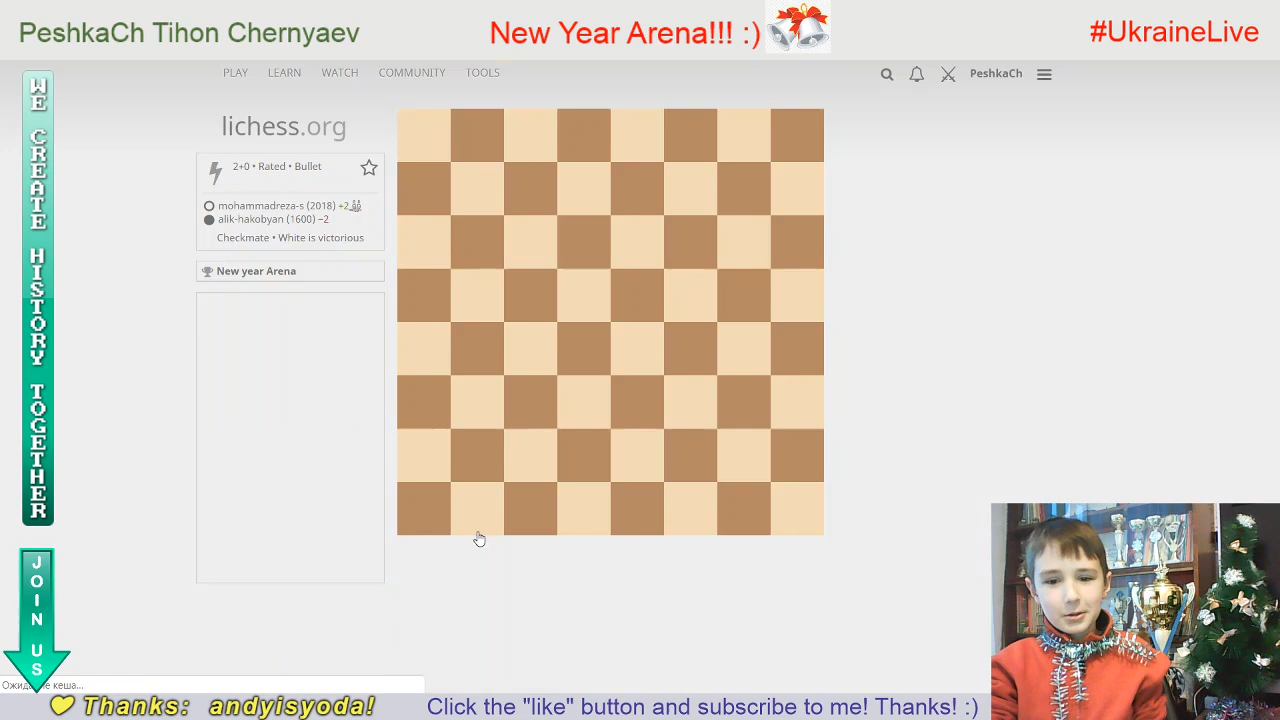 PeshkaCh Tihon Chernyaev
New Year Arena!!! :)
#UkraineLive
PLAY LEARN WATCH COMMUNITY TOOLS
PeshkaCh
lichess.org
2+0 • Rated • Bullet
mohammadreza-s (2018) +2
alik-hakobyan (1600) −2
Checkmate • White is victorious
New year Arena
WE CREATE HISTORY TOGETHER
JOIN US
кеша...
Thanks: andyisyoda!
Click the "like" button and subscribe to me! Thanks! :)